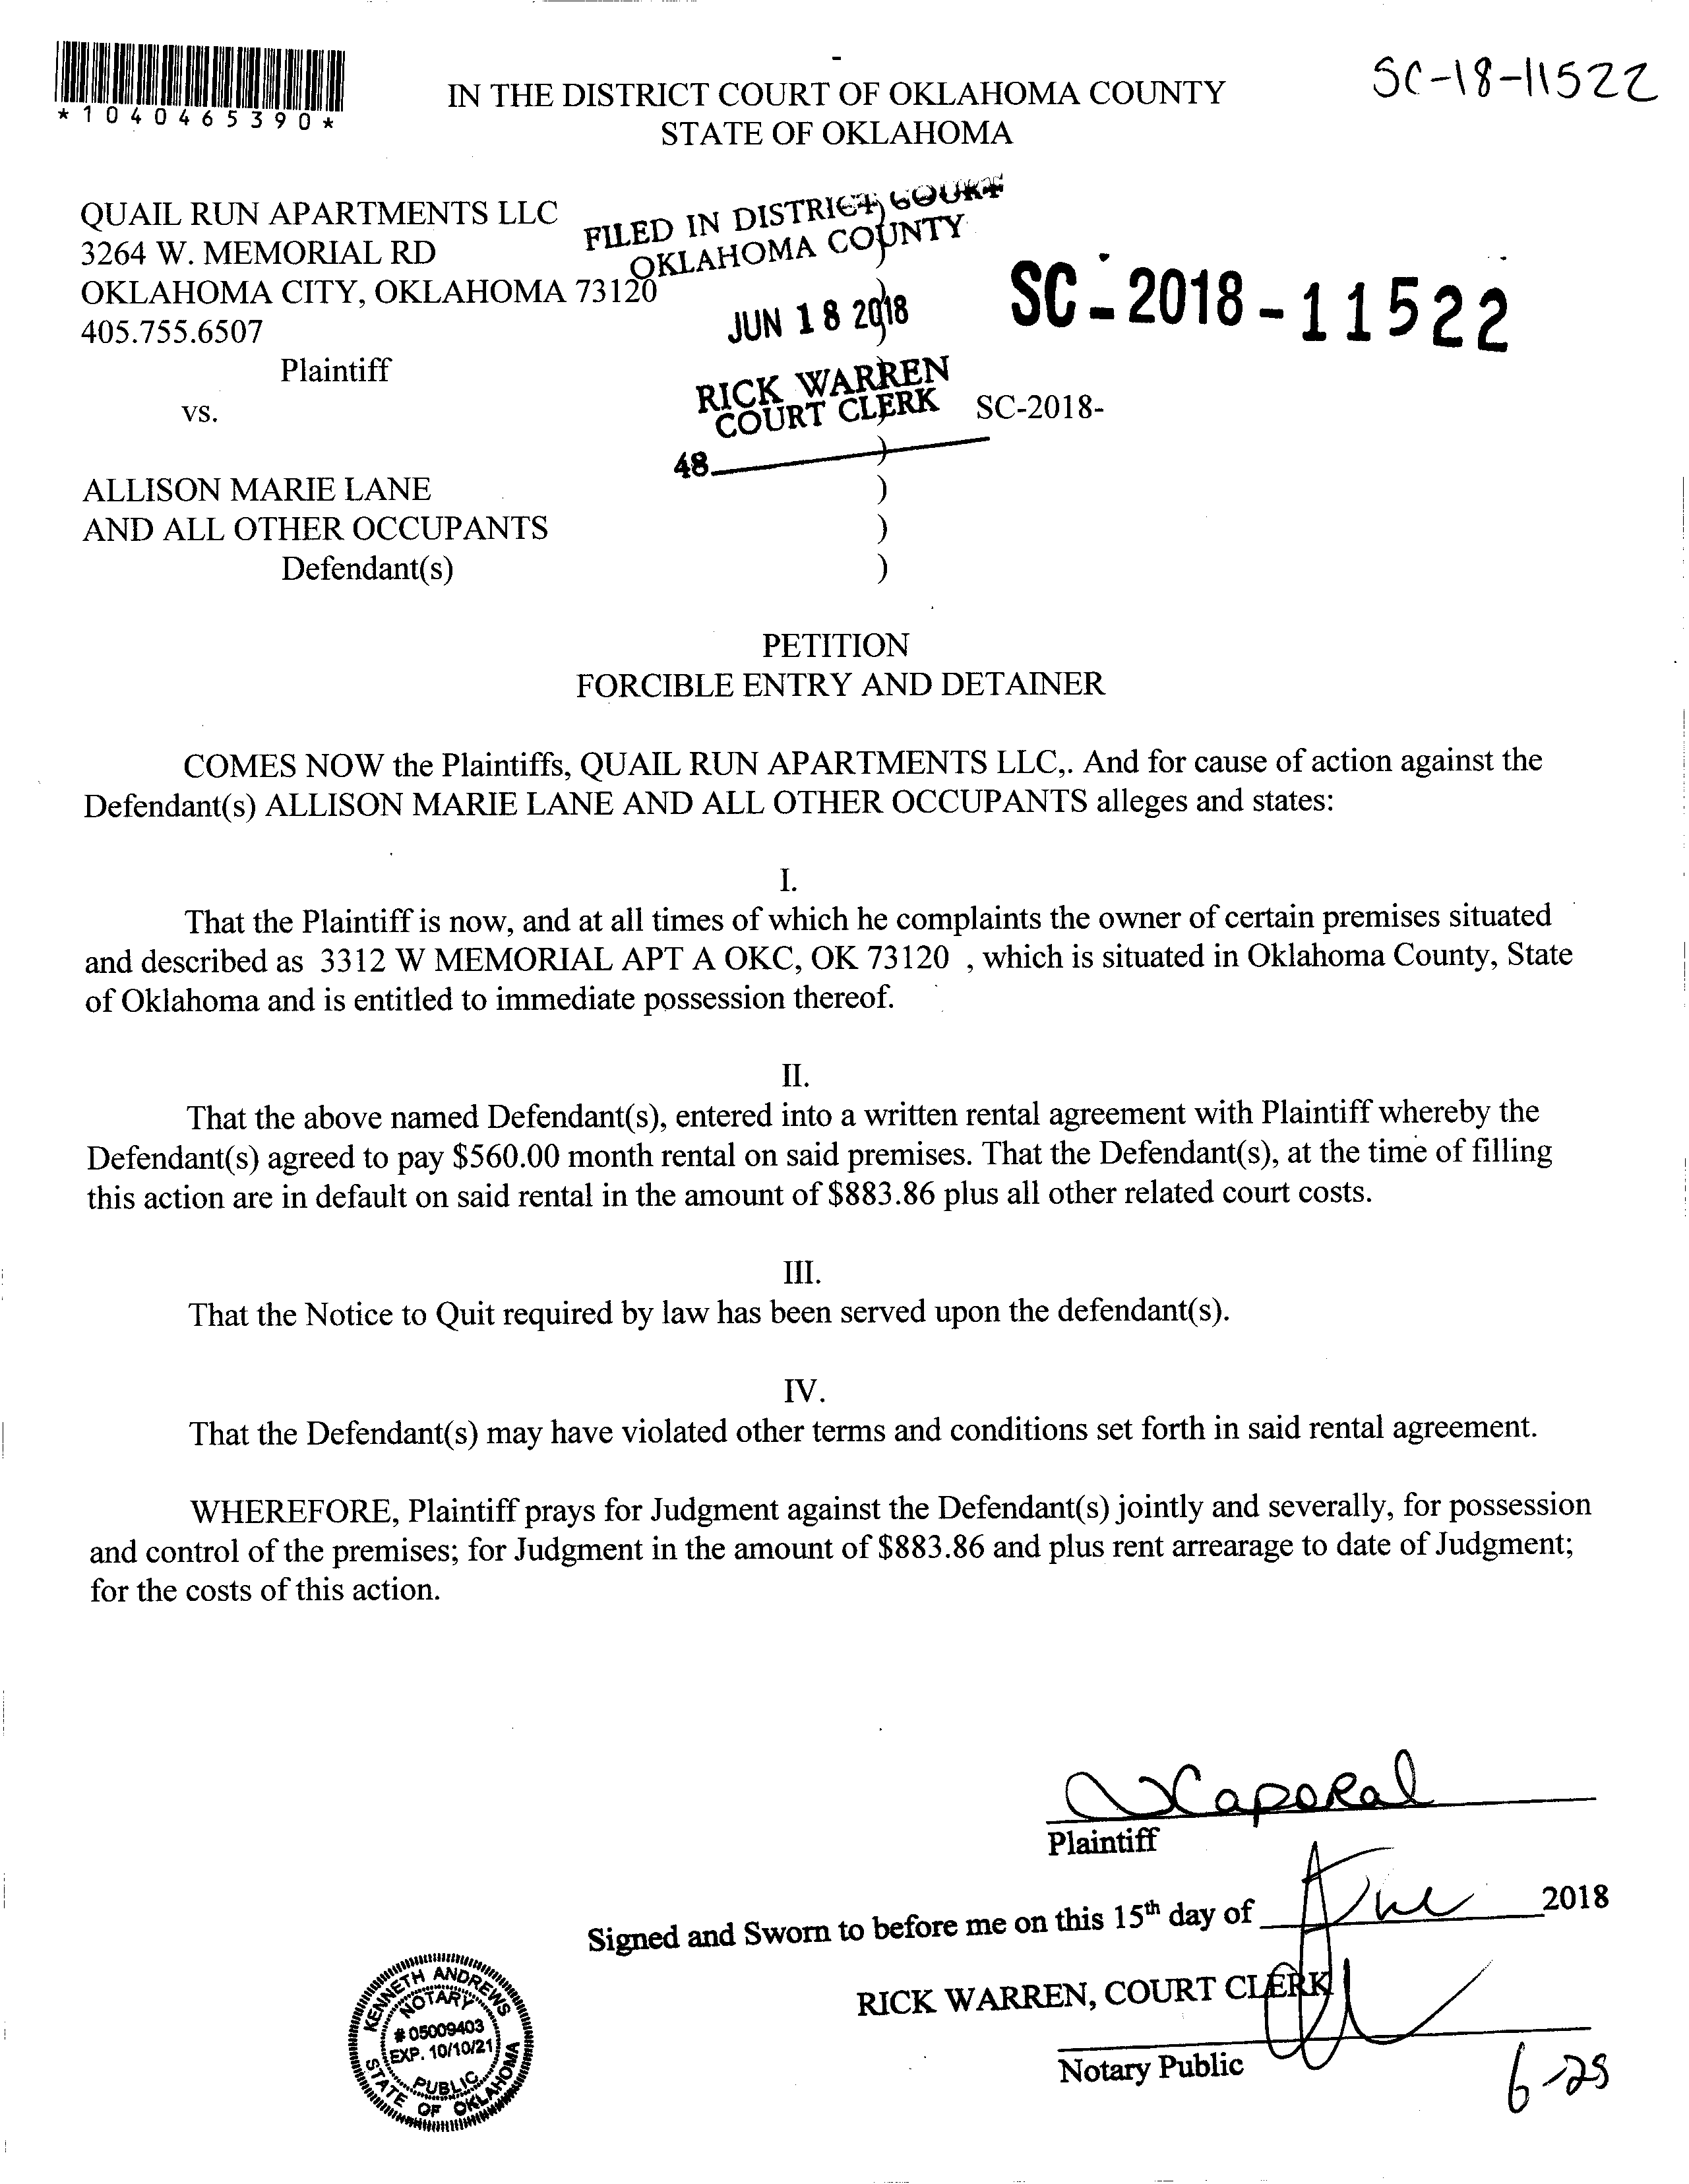 SC-18-11522
*1040465390*
IN THE DISTRICT COURT OF OKLAHOMA COUNTY
STATE OF OKLAHOMA
QUAIL RUN APARTMENTS LLC
3264 W. MEMORIAL RD
OKLAHOMA CITY, OKLAHOMA 73120
405.755.6507
Plaintiff
vs.
FILED IN DISTRICT COURT
OKLAHOMA COUNTY
JUN 18 2018
RICK WARREN
COURT CLERK
48
SC-2018-11522
SC-2018-
ALLISON MARIE LANE )
AND ALL OTHER OCCUPANTS )
Defendant(s) )
PETITION
FORCIBLE ENTRY AND DETAINER
COMES NOW the Plaintiffs, QUAIL RUN APARTMENTS LLC,. And for cause of action against the
Defendant(s) ALLISON MARIE LANE AND ALL OTHER OCCUPANTS alleges and states:
I.
That the Plaintiff is now, and at all times of which he complaints the owner of certain premises situated
and described as 3312 W MEMORIAL APT A OKC, OK 73120 , which is situated in Oklahoma County, State
of Oklahoma and is entitled to immediate possession thereof.
II.
That the above named Defendant(s), entered into a written rental agreement with Plaintiff whereby the
Defendant(s) agreed to pay $560.00 month rental on said premises. That the Defendant(s), at the time of filling
this action are in default on said rental in the amount of $883.86 plus all other related court costs.
III.
That the Notice to Quit required by law has been served upon the defendant(s).
IV.
That the Defendant(s) may have violated other terms and conditions set forth in said rental agreement.
WHEREFORE, Plaintiff prays for Judgment against the Defendant(s) jointly and severally, for possession
and control of the premises; for Judgment in the amount of $883.86 and plus rent arrearage to date of Judgment;
for the costs of this action.
Caporal
Plaintiff
Signed and Sworn to before me on this 15th day of June 2018
RICK WARREN, COURT CLERK
Notary Public
6-25
KENNETH ANDREWS
NOTARY
# 05009403
EXP. 10/10/21
PUBLIC
STATE OF OKLAHOMA